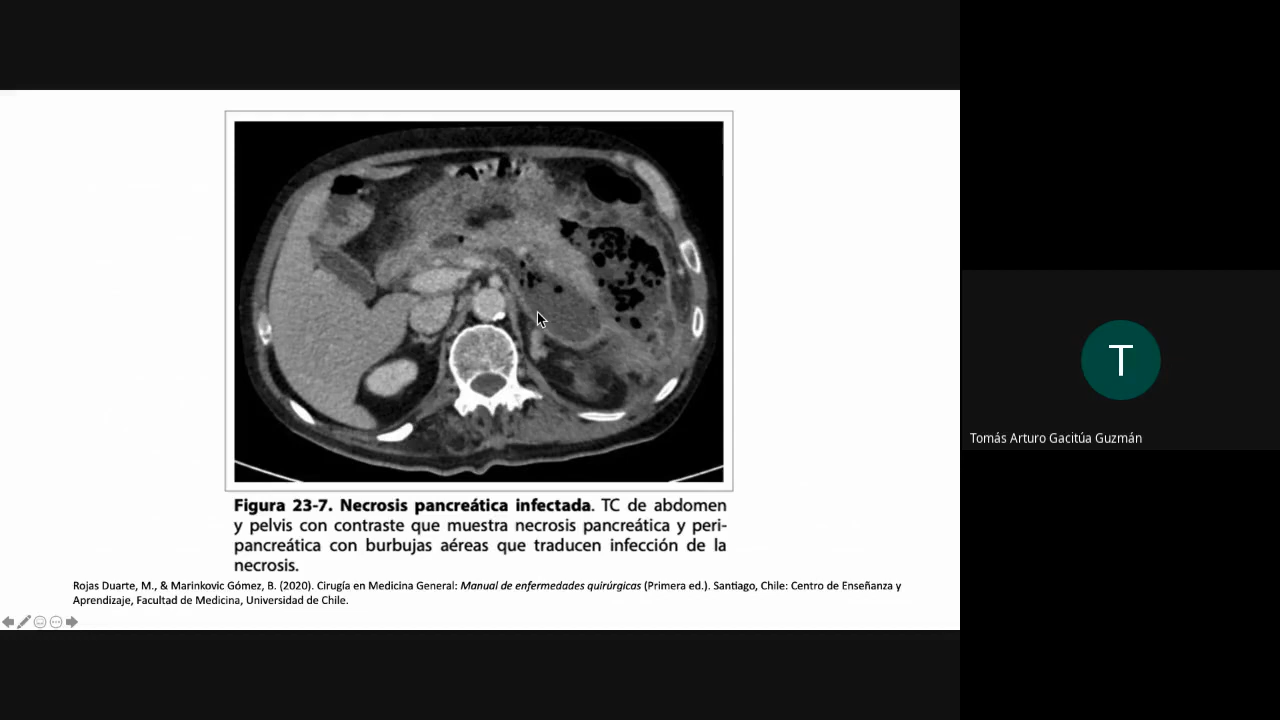 Figura 23-7. Necrosis pancreática infectada. TC de abdomen
y pelvis con contraste que muestra necrosis pancreática y peri-
pancreática con burbujas aéreas que traducen infección de la
necrosis.
Rojas Duarte, M., & Marinkovic Gómez, B. (2020). Cirugía en Medicina General: Manual de enfermedades quirúrgicas (Primera ed.). Santiago, Chile: Centro de Enseñanza y
Aprendizaje, Facultad de Medicina, Universidad de Chile.
T
Tomás Arturo Gacitúa Guzmán